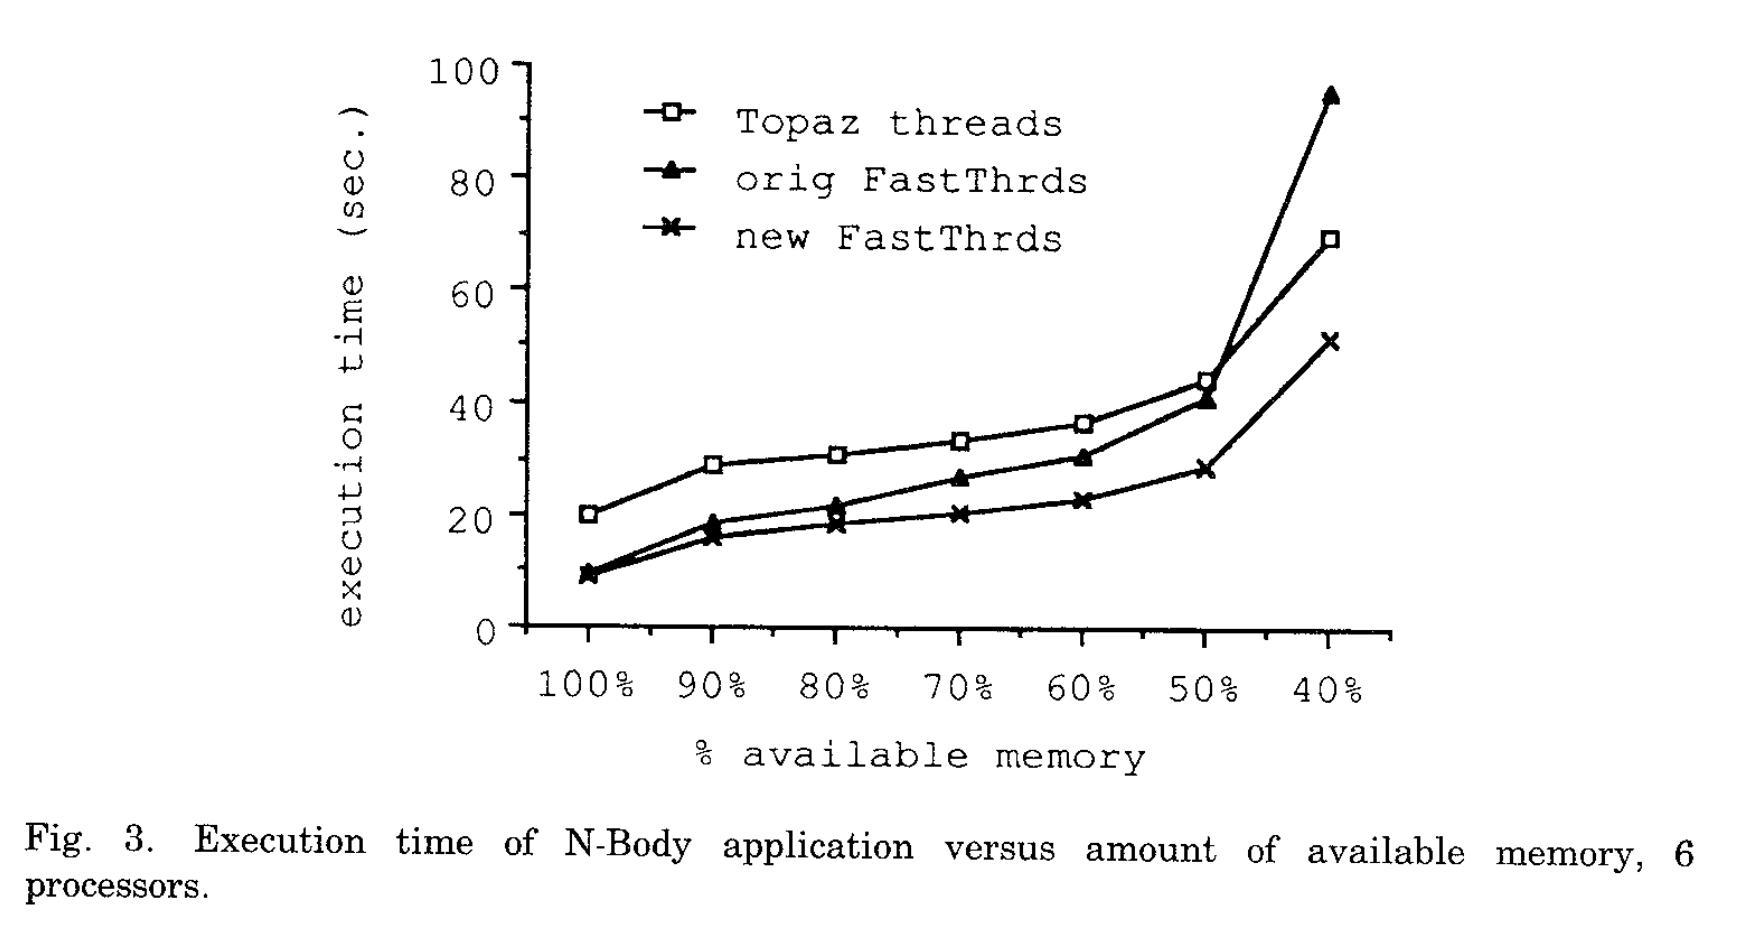 100
80
60
40
20
0
execution time (sec.)
Topaz threads
orig FastThrds
new FastThrds
100% 90% 80% 70% 60% 50% 40%
% available memory
Fig. 3. Execution time of N-Body application versus amount of available memory, 6
processors.